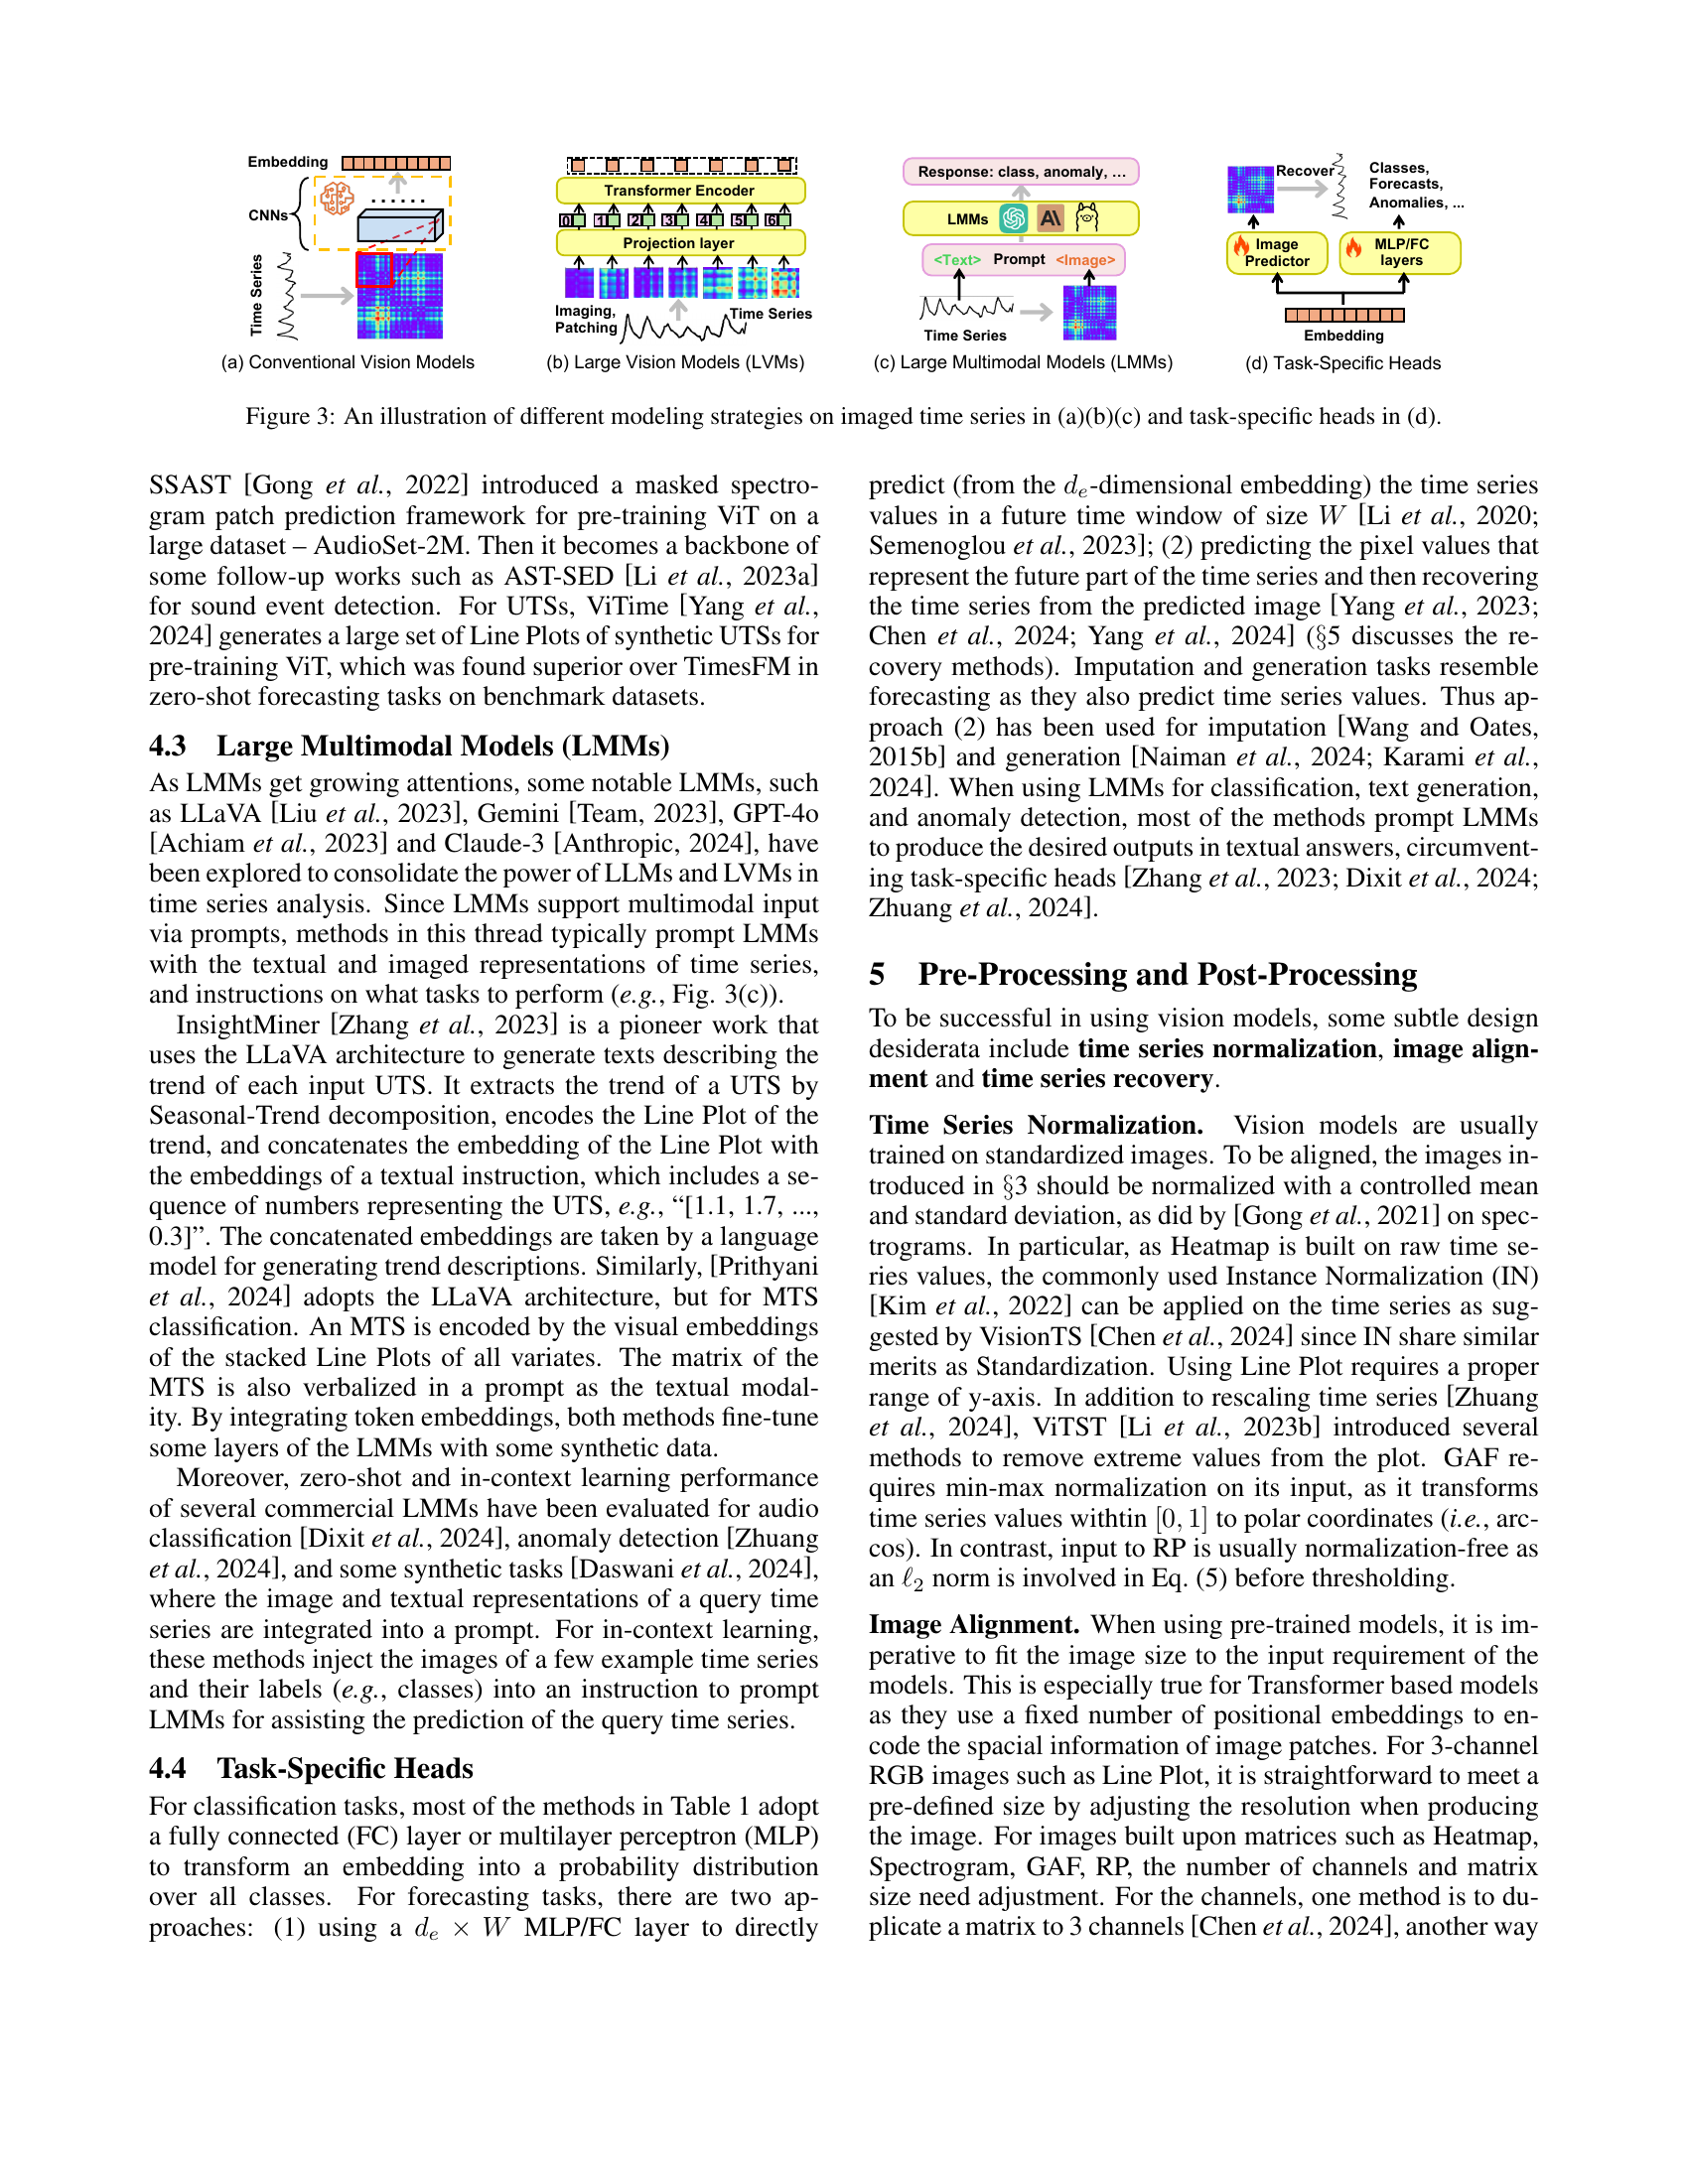 Embedding
CNNs
Time Series
(a) Conventional Vision Models
Transformer Encoder
0 1 2 3 4 5 6
Projection layer
Imaging,
Patching
Time Series
(b) Large Vision Models (LVMs)
Response: class, anomaly, ...
LMMs
<Text> Prompt <Image>
Time Series
(c) Large Multimodal Models (LMMs)
Recover
Classes,
Forecasts,
Anomalies, ...
Image
Predictor
MLP/FC
layers
Embedding
(d) Task-Specific Heads
Figure 3: An illustration of different modeling strategies on imaged time series in (a)(b)(c) and task-specific heads in (d).
SSAST [Gong et al., 2022] introduced a masked spectro-
gram patch prediction framework for pre-training ViT on a
large dataset – AudioSet-2M. Then it becomes a backbone of
some follow-up works such as AST-SED [Li et al., 2023a]
for sound event detection. For UTSs, ViTime [Yang et al.,
2024] generates a large set of Line Plots of synthetic UTSs for
pre-training ViT, which was found superior over TimesFM in
zero-shot forecasting tasks on benchmark datasets.
4.3 Large Multimodal Models (LMMs)
As LMMs get growing attentions, some notable LMMs, such
as LLaVA [Liu et al., 2023], Gemini [Team, 2023], GPT-4o
[Achiam et al., 2023] and Claude-3 [Anthropic, 2024], have
been explored to consolidate the power of LLMs and LVMs in
time series analysis. Since LMMs support multimodal input
via prompts, methods in this thread typically prompt LMMs
with the textual and imaged representations of time series,
and instructions on what tasks to perform (e.g., Fig. 3(c)).
InsightMiner [Zhang et al., 2023] is a pioneer work that
uses the LLaVA architecture to generate texts describing the
trend of each input UTS. It extracts the trend of a UTS by
Seasonal-Trend decomposition, encodes the Line Plot of the
trend, and concatenates the embedding of the Line Plot with
the embeddings of a textual instruction, which includes a se-
quence of numbers representing the UTS, e.g., “[1.1, 1.7, ...,
0.3]”. The concatenated embeddings are taken by a language
model for generating trend descriptions. Similarly, [Prithyani
et al., 2024] adopts the LLaVA architecture, but for MTS
classification. An MTS is encoded by the visual embeddings
of the stacked Line Plots of all variates. The matrix of the
MTS is also verbalized in a prompt as the textual modal-
ity. By integrating token embeddings, both methods fine-tune
some layers of the LMMs with some synthetic data.
Moreover, zero-shot and in-context learning performance
of several commercial LMMs have been evaluated for audio
classification [Dixit et al., 2024], anomaly detection [Zhuang
et al., 2024], and some synthetic tasks [Daswani et al., 2024],
where the image and textual representations of a query time
series are integrated into a prompt. For in-context learning,
these methods inject the images of a few example time series
and their labels (e.g., classes) into an instruction to prompt
LMMs for assisting the prediction of the query time series.
4.4 Task-Specific Heads
For classification tasks, most of the methods in Table 1 adopt
a fully connected (FC) layer or multilayer perceptron (MLP)
to transform an embedding into a probability distribution
over all classes. For forecasting tasks, there are two ap-
proaches: (1) using a dₑ × W MLP/FC layer to directly
predict (from the dₑ-dimensional embedding) the time series
values in a future time window of size W [Li et al., 2020;
Semenoglou et al., 2023]; (2) predicting the pixel values that
represent the future part of the time series and then recovering
the time series from the predicted image [Yang et al., 2023;
Chen et al., 2024; Yang et al., 2024] (§5 discusses the re-
covery methods). Imputation and generation tasks resemble
forecasting as they also predict time series values. Thus ap-
proach (2) has been used for imputation [Wang and Oates,
2015b] and generation [Naiman et al., 2024; Karami et al.,
2024]. When using LMMs for classification, text generation,
and anomaly detection, most of the methods prompt LMMs
to produce the desired outputs in textual answers, circumvent-
ing task-specific heads [Zhang et al., 2023; Dixit et al., 2024;
Zhuang et al., 2024].
5 Pre-Processing and Post-Processing
To be successful in using vision models, some subtle design
desiderata include time series normalization, image align-
ment and time series recovery.
Time Series Normalization. Vision models are usually
trained on standardized images. To be aligned, the images in-
troduced in §3 should be normalized with a controlled mean
and standard deviation, as did by [Gong et al., 2021] on spec-
trograms. In particular, as Heatmap is built on raw time se-
ries values, the commonly used Instance Normalization (IN)
[Kim et al., 2022] can be applied on the time series as sug-
gested by VisionTS [Chen et al., 2024] since IN share similar
merits as Standardization. Using Line Plot requires a proper
range of y-axis. In addition to rescaling time series [Zhuang
et al., 2024], ViTST [Li et al., 2023b] introduced several
methods to remove extreme values from the plot. GAF re-
quires min-max normalization on its input, as it transforms
time series values withtin [0, 1] to polar coordinates (i.e., arc-
cos). In contrast, input to RP is usually normalization-free as
an ℓ₂ norm is involved in Eq. (5) before thresholding.
Image Alignment. When using pre-trained models, it is im-
perative to fit the image size to the input requirement of the
models. This is especially true for Transformer based models
as they use a fixed number of positional embeddings to en-
code the spacial information of image patches. For 3-channel
RGB images such as Line Plot, it is straightforward to meet a
pre-defined size by adjusting the resolution when producing
the image. For images built upon matrices such as Heatmap,
Spectrogram, GAF, RP, the number of channels and matrix
size need adjustment. For the channels, one method is to du-
plicate a matrix to 3 channels [Chen et al., 2024], another way